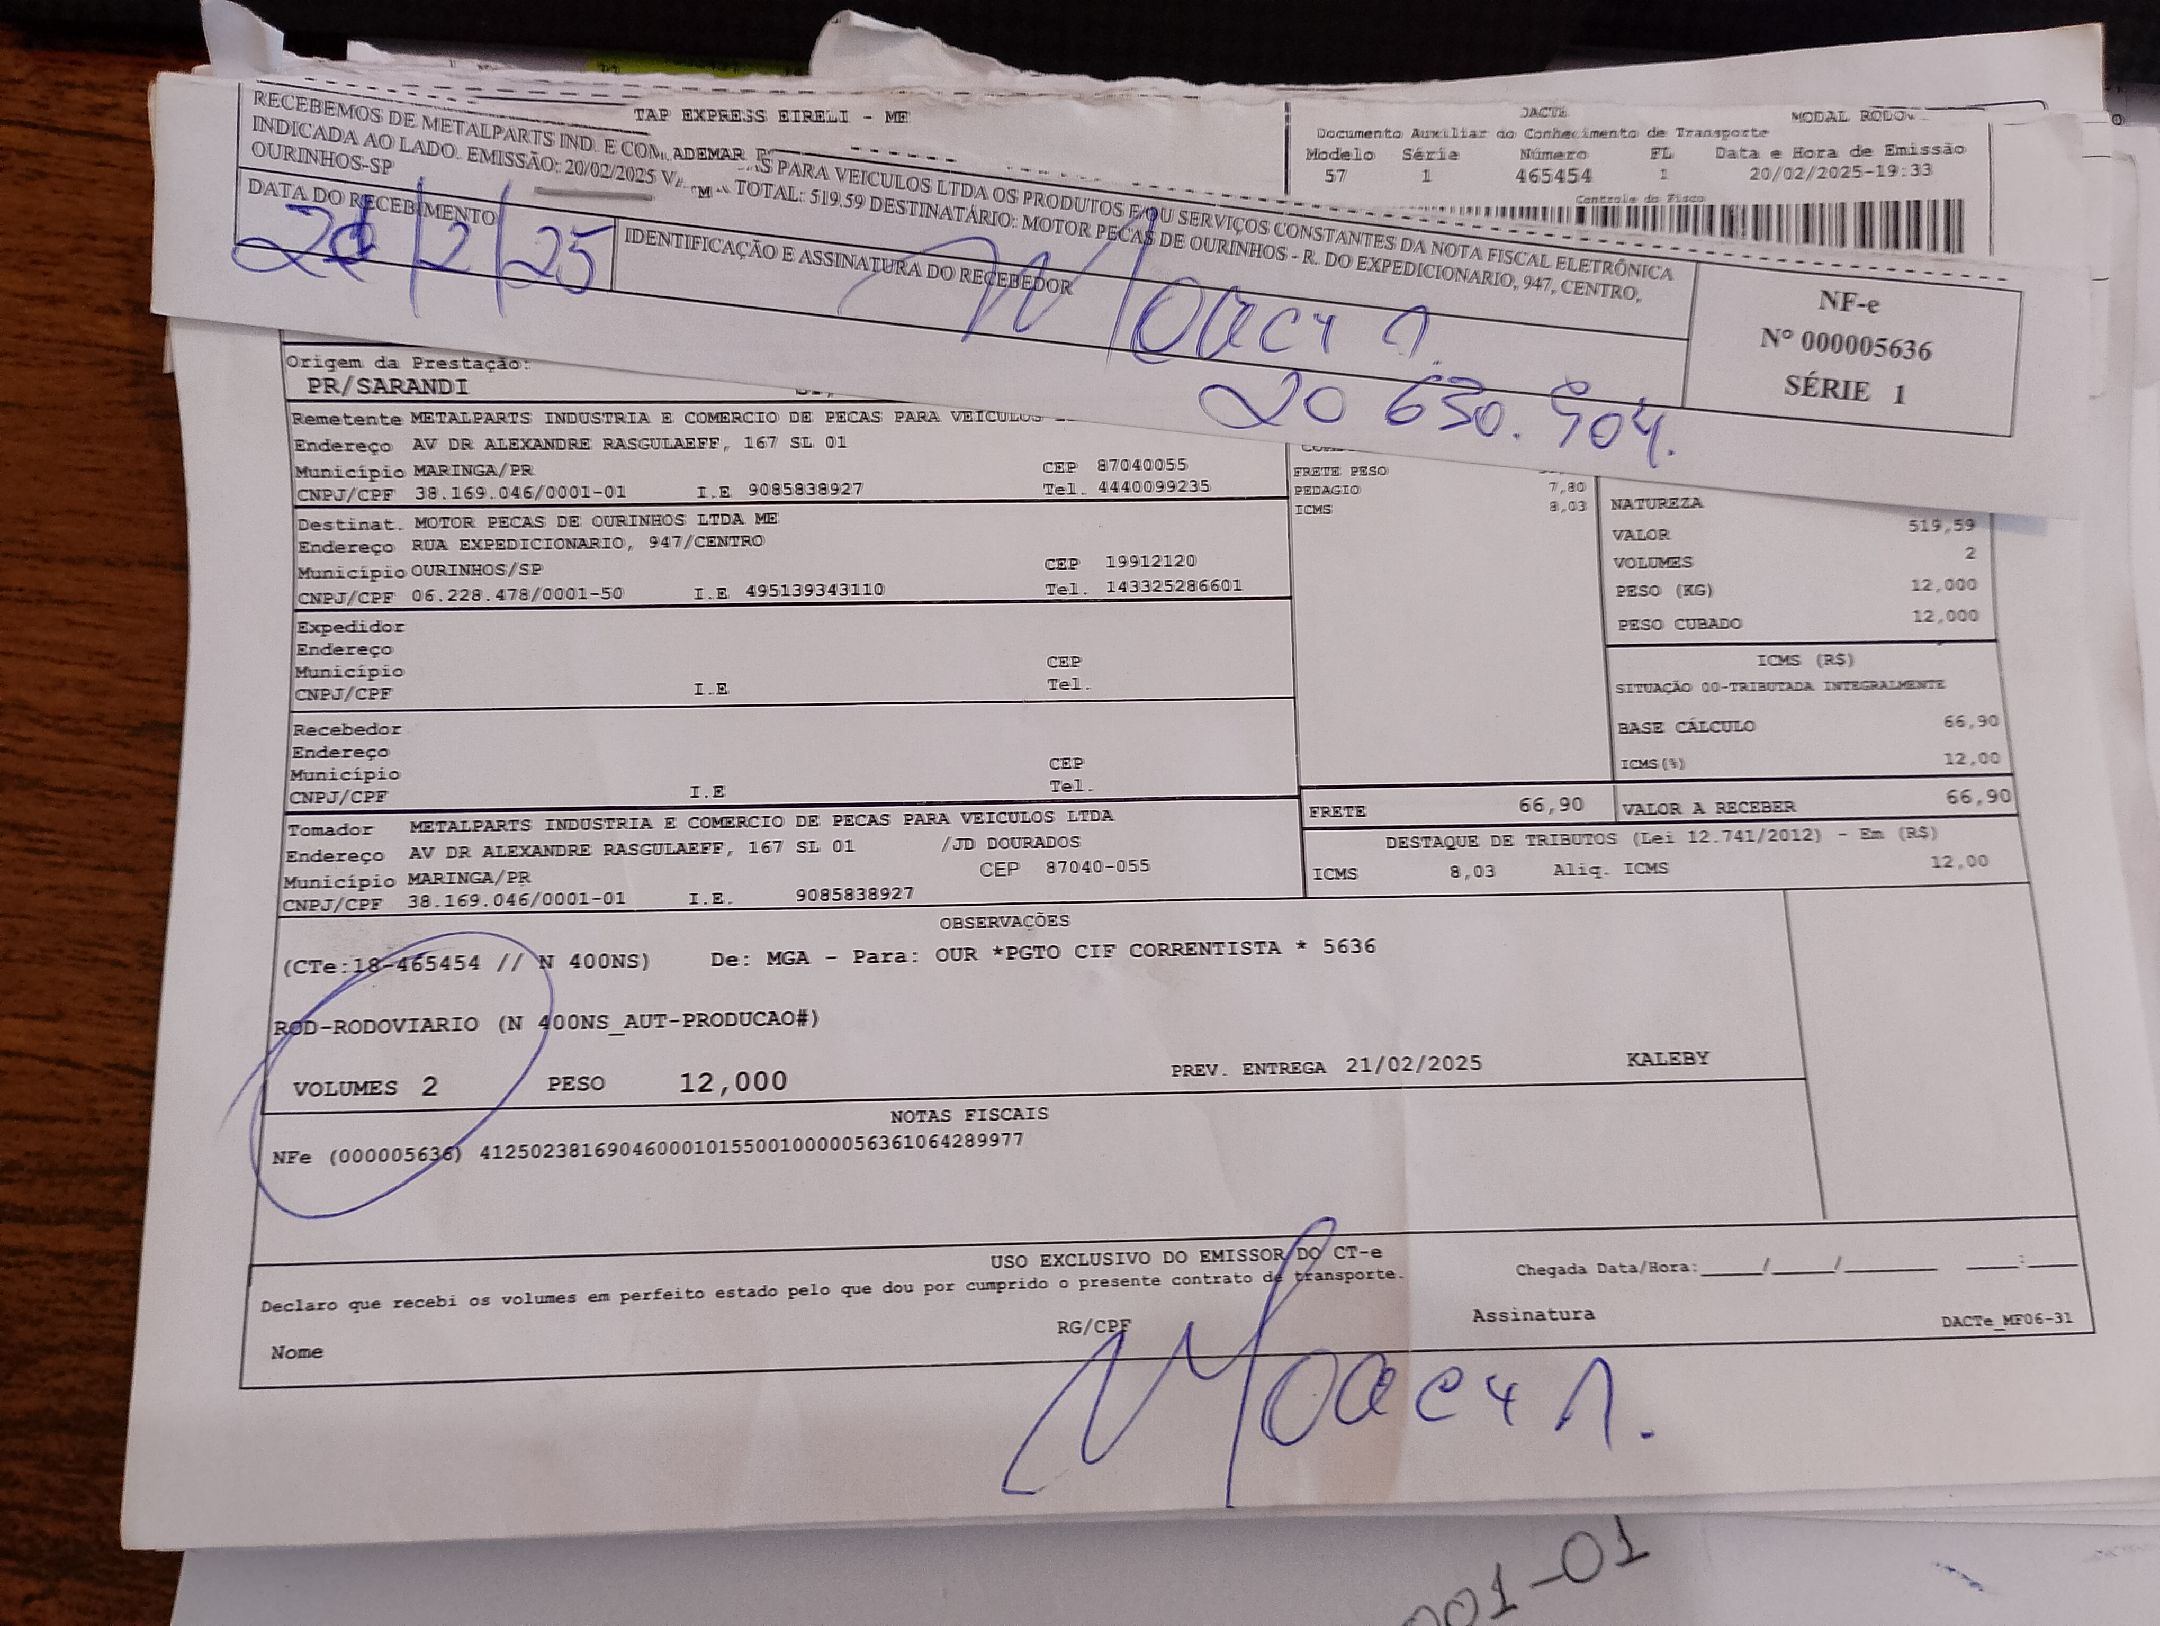 TAP EXPRESS EIRELI - ME
DACTE
MODAL RODOV
Documento Auxiliar do Conhecimento de Transporte
Modelo Série Número FL Data e Hora de Emissão
57 1 465454 1 20/02/2025-19:33
Controle do Fisco
RECEBEMOS DE METALPARTS IND. E COM. ADEMAR AS PARA VEICULOS LTDA OS PRODUTOS E/OU SERVIÇOS CONSTANTES DA NOTA FISCAL ELETRÔNICA
INDICADA AO LADO. EMISSÃO: 20/02/2025 TOTAL: 519.59 DESTINATÁRIO: MOTOR PECAS DE OURINHOS - R. DO EXPEDICIONARIO, 947, CENTRO,
OURINHOS-SP
DATA DO RECEBIMENTO
21/2/25
IDENTIFICAÇÃO E ASSINATURA DO RECEBEDOR
Moacir.
20 630.904.
NF-e
Nº 000005636
SÉRIE 1
Origem da Prestação:
PR/SARANDI
Remetente METALPARTS INDUSTRIA E COMERCIO DE PECAS PARA VEICULOS
Endereço AV DR ALEXANDRE RASGULAEFF, 167 SL 01
Município MARINGA/PR CEP 87040055
CNPJ/CPF 38.169.046/0001-01 I.E 9085838927 Tel. 4440099235
Destinat. MOTOR PECAS DE OURINHOS LTDA ME
Endereço RUA EXPEDICIONARIO, 947/CENTRO
Município OURINHOS/SP CEP 19912120
CNPJ/CPF 06.228.478/0001-50 I.E 495139343110 Tel. 143325286601
Expedidor
Endereço
Município CEP
CNPJ/CPF I.E Tel.
Recebedor
Endereço
Município CEP
CNPJ/CPF I.E Tel.
Tomador METALPARTS INDUSTRIA E COMERCIO DE PECAS PARA VEICULOS LTDA
Endereço AV DR ALEXANDRE RASGULAEFF, 167 SL 01 /JD DOURADOS
Município MARINGA/PR CEP 87040-055
CNPJ/CPF 38.169.046/0001-01 I.E. 9085838927
FRETE PESO
PEDAGIO 7,80
ICMS 8,03
NATUREZA
VALOR 519,59
VOLUMES 2
PESO (KG) 12,000
PESO CUBADO 12,000
ICMS (R$)
SITUAÇÃO 00-TRIBUTADA INTEGRALMENTE
BASE CÁLCULO 66,90
ICMS(%) 12,00
FRETE 66,90 VALOR A RECEBER 66,90
DESTAQUE DE TRIBUTOS (Lei 12.741/2012) - Em (R$)
ICMS 8,03 Aliq. ICMS 12,00
OBSERVAÇÕES
(CTe:18-465454 // N 400NS) De: MGA - Para: OUR *PGTO CIF CORRENTISTA * 5636
ROD-RODOVIARIO (N 400NS_AUT-PRODUCAO#)
VOLUMES 2 PESO 12,000 PREV. ENTREGA 21/02/2025 KALEBY
NOTAS FISCAIS
NFe (000005636) 41250238169046000101550010000056361064289977
USO EXCLUSIVO DO EMISSOR DO CT-e
Declaro que recebi os volumes em perfeito estado pelo que dou por cumprido o presente contrato de transporte.
Chegada Data/Hora:_____/_____/________ ____:____
Nome RG/CPF Assinatura DACTe_MF06-31
Moacir.
001-01